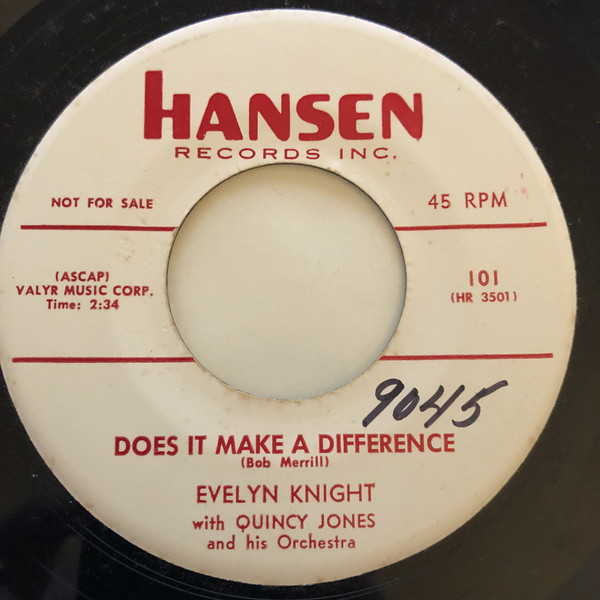 HANSEN
RECORDS INC.
NOT FOR SALE
45 RPM
(ASCAP)
VALYR MUSIC CORP.
Time: 2:34
101
(HR 3501)
9045
DOES IT MAKE A DIFFERENCE
(Bob Merrill)
EVELYN KNIGHT
with QUINCY JONES
and his Orchestra